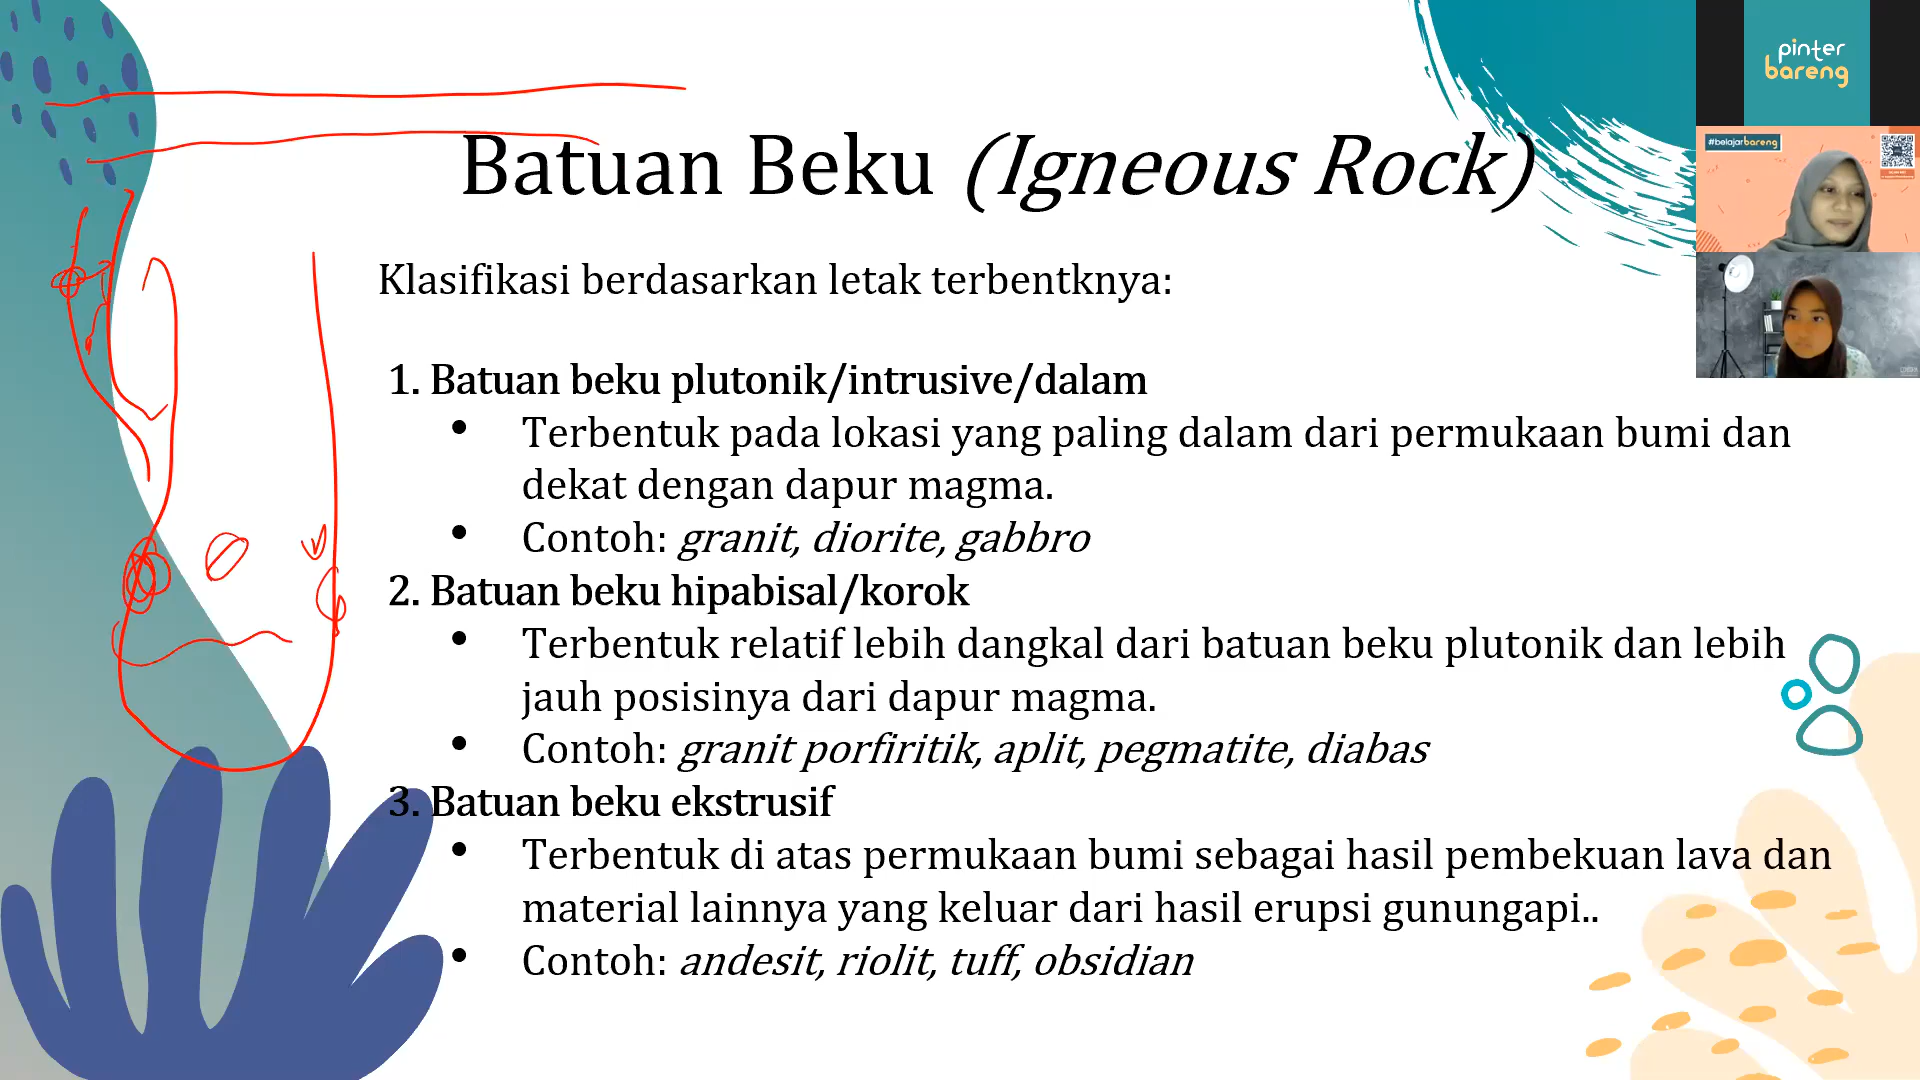 pinter
bareng
#belajarbareng
Batuan Beku (Igneous Rock)
Klasifikasi berdasarkan letak terbentknya:
1. Batuan beku plutonik/intrusive/dalam
• Terbentuk pada lokasi yang paling dalam dari permukaan bumi dan
dekat dengan dapur magma.
• Contoh: granit, diorite, gabbro
2. Batuan beku hipabisal/korok
• Terbentuk relatif lebih dangkal dari batuan beku plutonik dan lebih
jauh posisinya dari dapur magma.
• Contoh: granit porfiritik, aplit, pegmatite, diabas
3. Batuan beku ekstrusif
• Terbentuk di atas permukaan bumi sebagai hasil pembekuan lava dan
material lainnya yang keluar dari hasil erupsi gunungapi..
• Contoh: andesit, riolit, tuff, obsidian